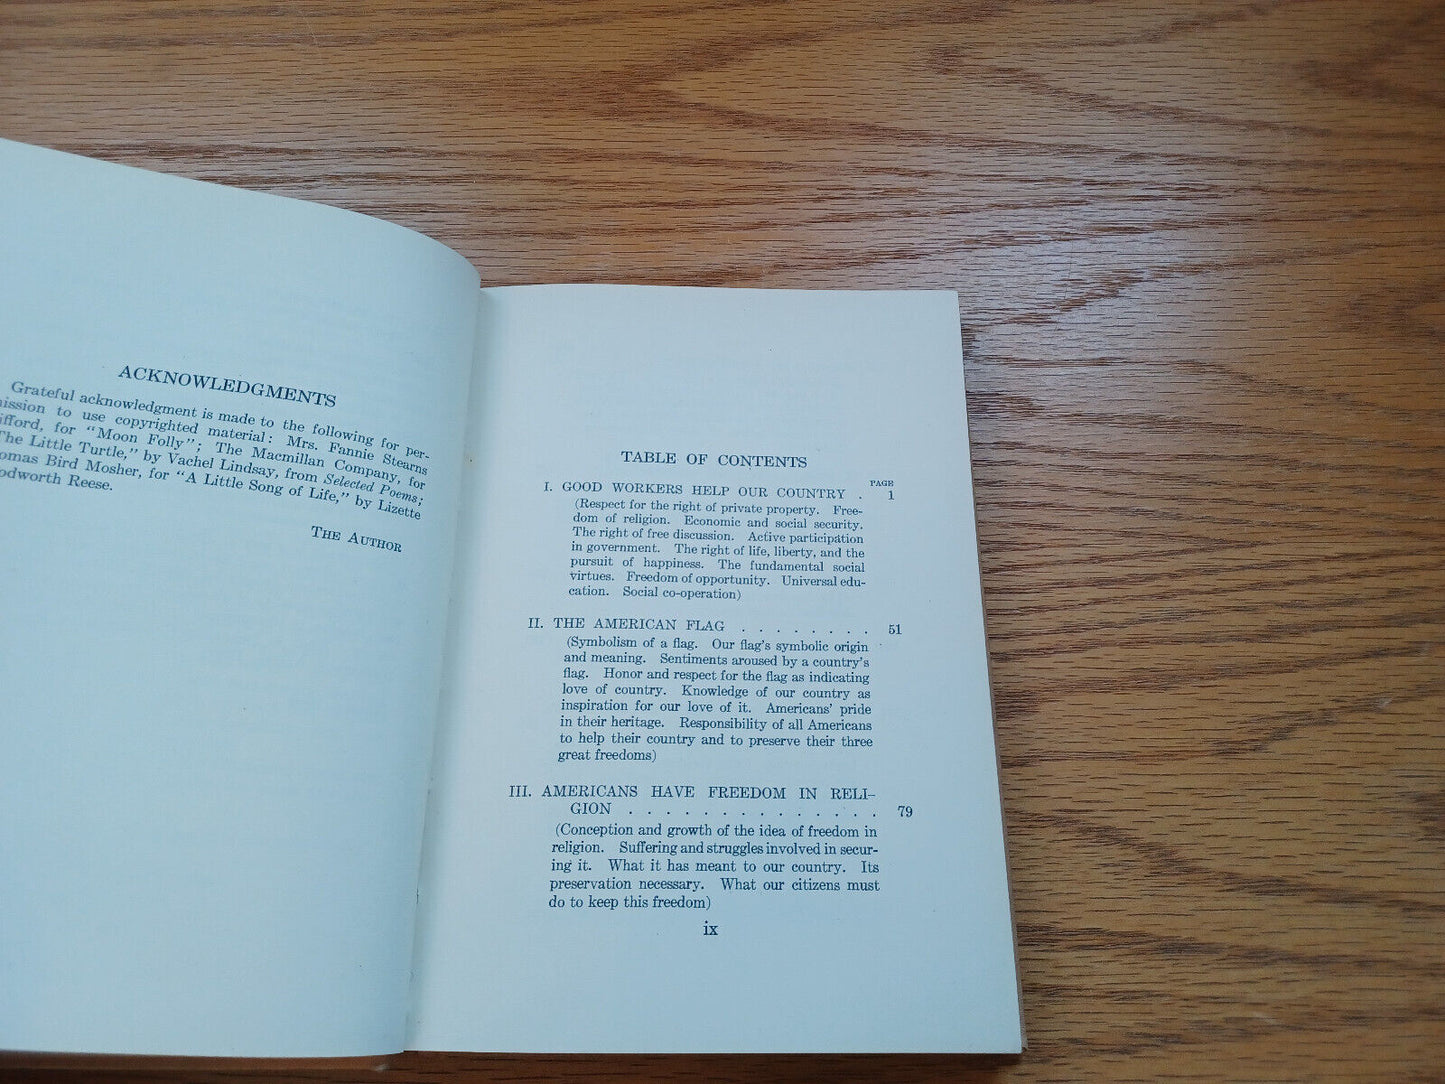 ACKNOWLEDGMENTS
Grateful acknowledgment is made to the following for per-
mission to use copyrighted material: Mrs. Fannie Stearns
for "Moon Folly"; The Macmillan Company, for
The Little Turtle," by Vachel Lindsay, from Selected Poems;
Bird Mosher, for "A Little Song of Life," by Lizette
Reese.
THE AUTHOR
TABLE OF CONTENTS
PAGE
I. GOOD WORKERS HELP OUR COUNTRY . 1
(Respect for the right of private property. Free-
dom of religion. Economic and social security.
The right of free discussion. Active participation
in government. The right of life, liberty, and the
pursuit of happiness. The fundamental social
virtues. Freedom of opportunity. Universal edu-
cation. Social co-operation)
II. THE AMERICAN FLAG . . . . . . . . 51
(Symbolism of a flag. Our flag's symbolic origin
and meaning. Sentiments aroused by a country's
flag. Honor and respect for the flag as indicating
love of country. Knowledge of our country as
inspiration for our love of it. Americans' pride
in their heritage. Responsibility of all Americans
to help their country and to preserve their three
great freedoms)
III. AMERICANS HAVE FREEDOM IN RELI-
GION . . . . . . . . . . . . . . 79
(Conception and growth of the idea of freedom in
religion. Suffering and struggles involved in secur-
ing it. What it has meant to our country. Its
preservation necessary. What our citizens must
do to keep this freedom)
ix